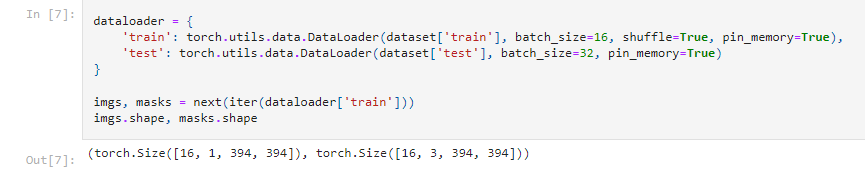 In [7]:
dataloader = {
    'train': torch.utils.data.DataLoader(dataset['train'], batch_size=16, shuffle=True, pin_memory=True),
    'test': torch.utils.data.DataLoader(dataset['test'], batch_size=32, pin_memory=True)
}
imgs, masks = next(iter(dataloader['train']))
imgs.shape, masks.shape
Out[7]: (torch.Size([16, 1, 394, 394]), torch.Size([16, 3, 394, 394]))